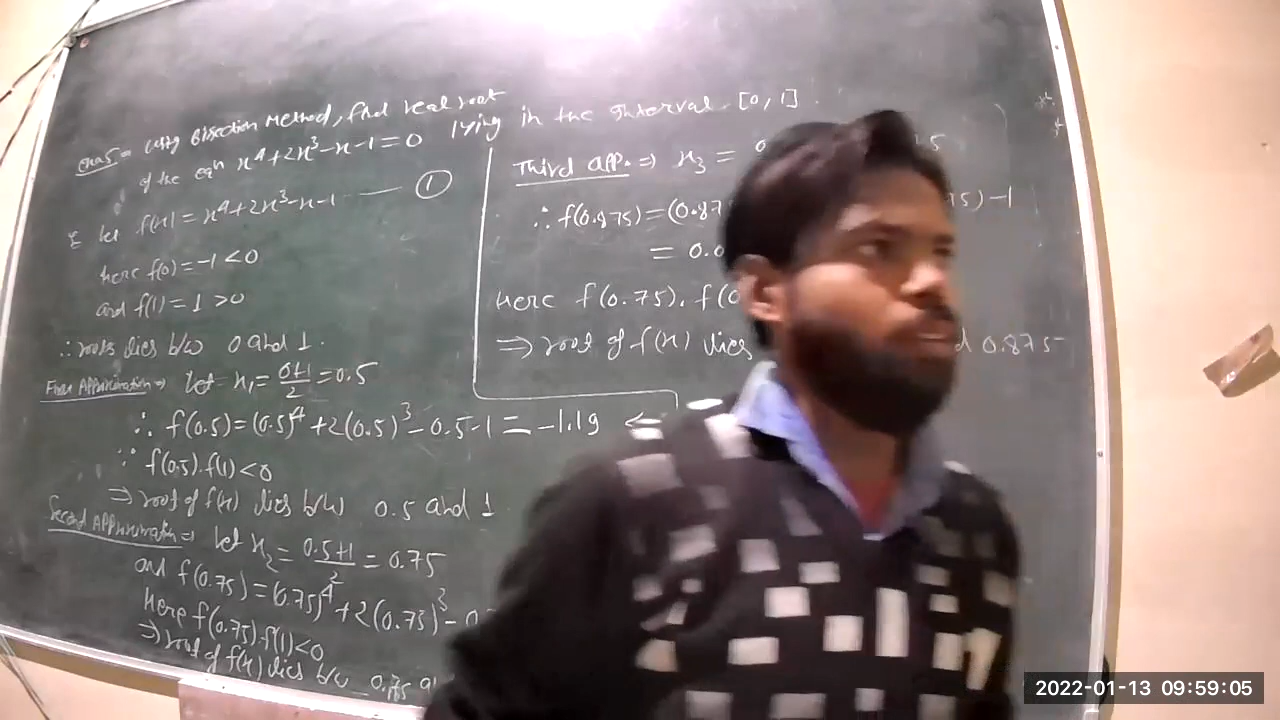 Ques = Using Bisection Method, find real root
of the eqn x⁴+2x³-x-1=0 lying in the interval [0,1].
let f(x) = x⁴+2x³-x-1 — ①
Here f(0) = -1 < 0
and f(1) = 1 > 0
∴ roots lies b/w 0 and 1.
First Approximation ⇒ let x₁ = (0+1)/2 = 0.5
∴ f(0.5) = (0.5)⁴ + 2(0.5)³ - 0.5 - 1 = -1.19 <
∵ f(0.5).f(1) < 0
⇒ root of f(x) lies b/w 0.5 and 1
Second Approximation ⇒ let x₂ = (0.5+1)/2 = 0.75
and f(0.75) = (0.75)⁴ + 2(0.75)³ - 0
Here f(0.75).f(1) < 0
⇒ root of f(x) lies b/w 0.75
Third App. ⇒ x₃ =
∴ f(0.875) = (0.87 5) - 1
= 0.0
Here f(0.75). f(0
⇒ root of f(x) lies 0.875
2022-01-13 09:59:05